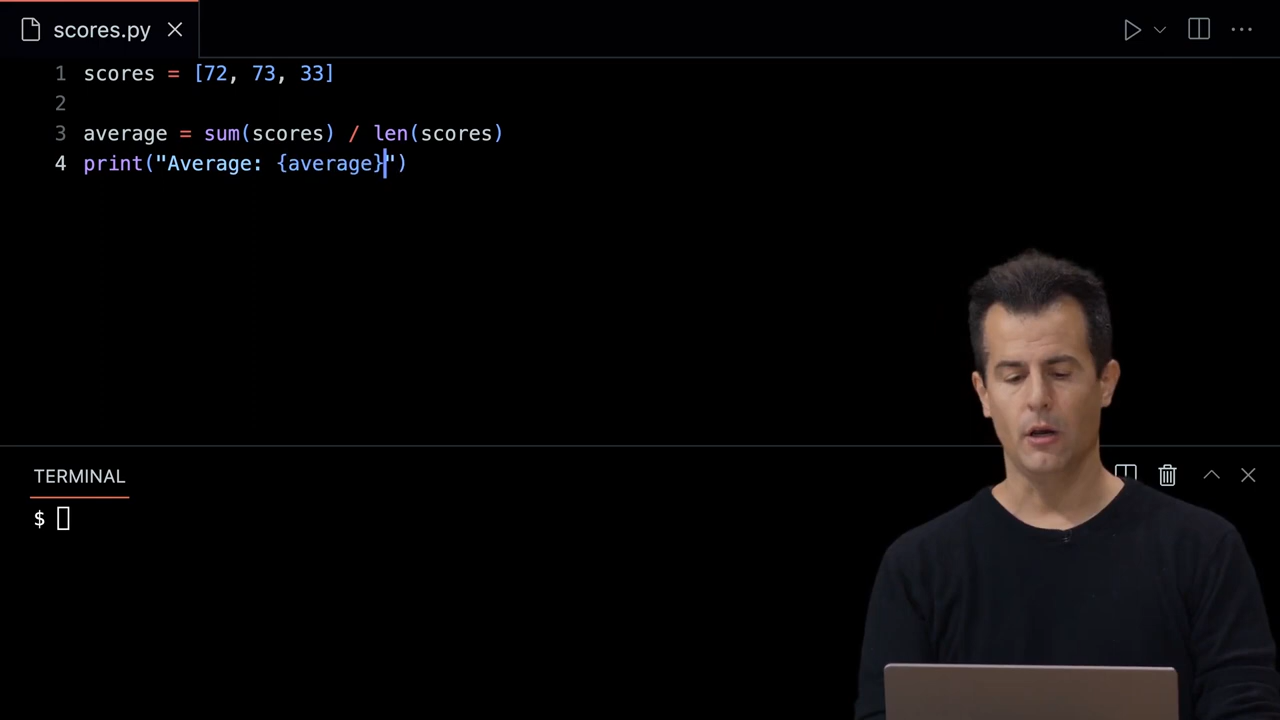 scores.py
1 scores = [72, 73, 33]
2
3 average = sum(scores) / len(scores)
4 print("Average: {average}")
TERMINAL
$